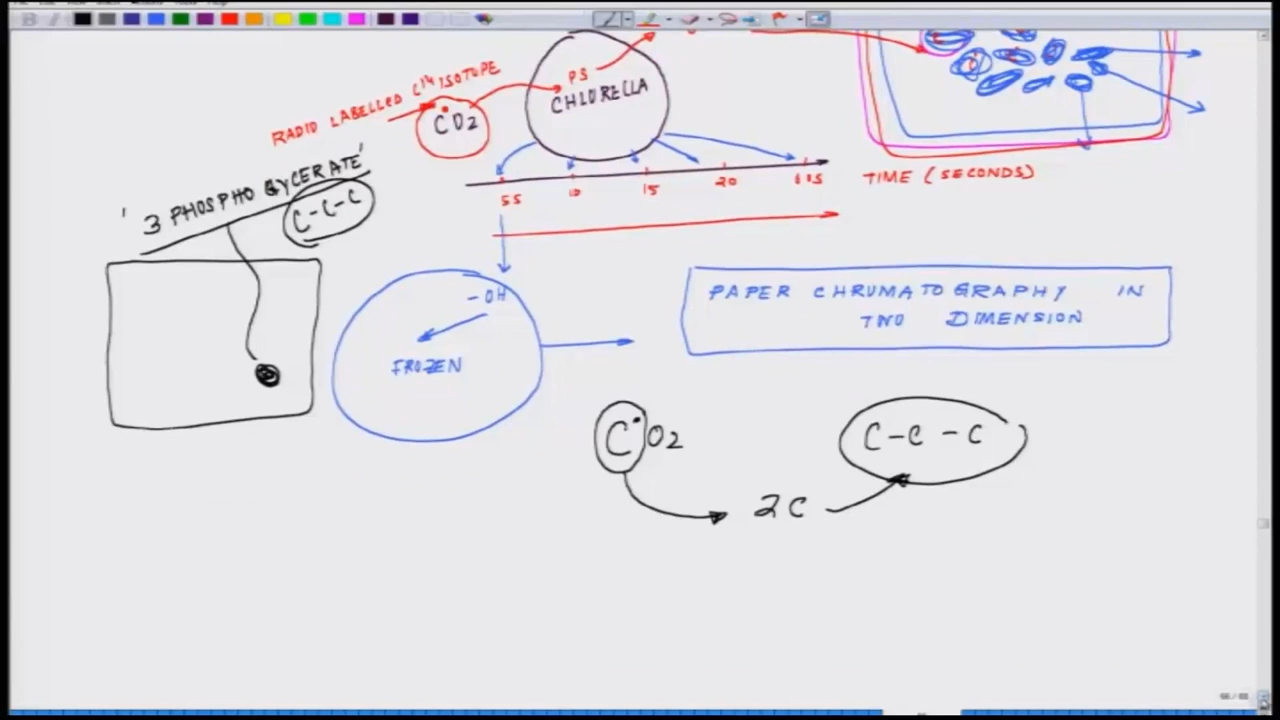 RADIO LABELLED C14 ISOTOPE
CO2
PS
CHLORELLA
5S 10 15 20 60S
TIME (SECONDS)
' 3 PHOSPHO GYCERATE'
C-C-C
-OH
FROZEN
PAPER CHRUMATOGRAPHY IN
TWO DIMENSION
CO2
C-C-C
2C